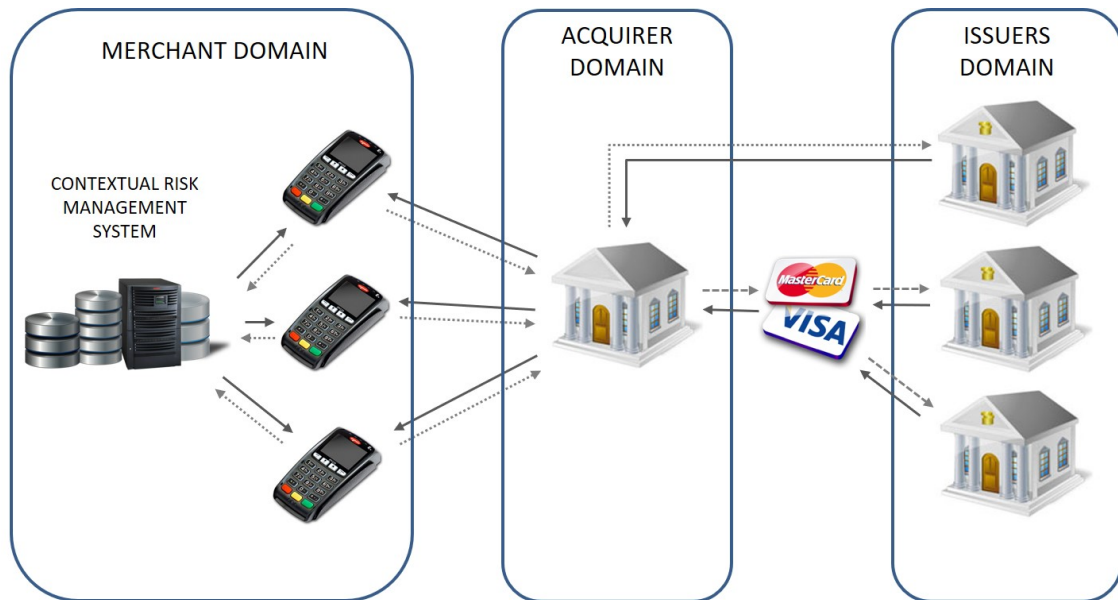 MERCHANT DOMAIN
ACQUIRER
DOMAIN
ISSUERS
DOMAIN
CONTEXTUAL RISK
MANAGEMENT
SYSTEM
MasterCard
VISA